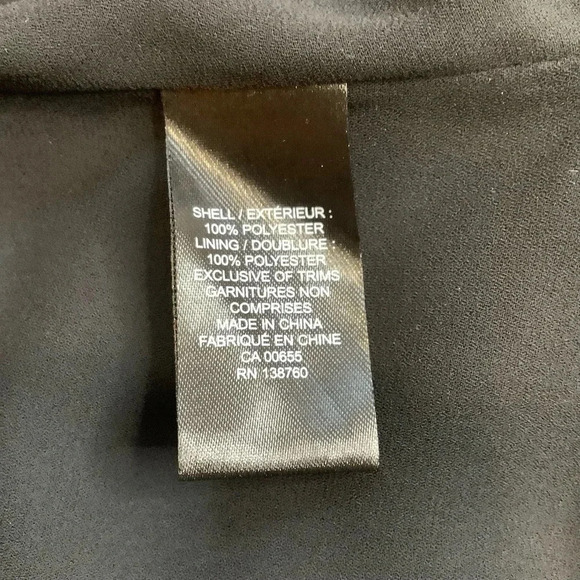 SHELL / EXTÉRIEUR :
100% POLYESTER
LINING / DOUBLURE :
100% POLYESTER
EXCLUSIVE OF TRIMS
GARNITURES NON
COMPRISES
MADE IN CHINA
FABRIQUÉ EN CHINE
CA 00655
RN 138760